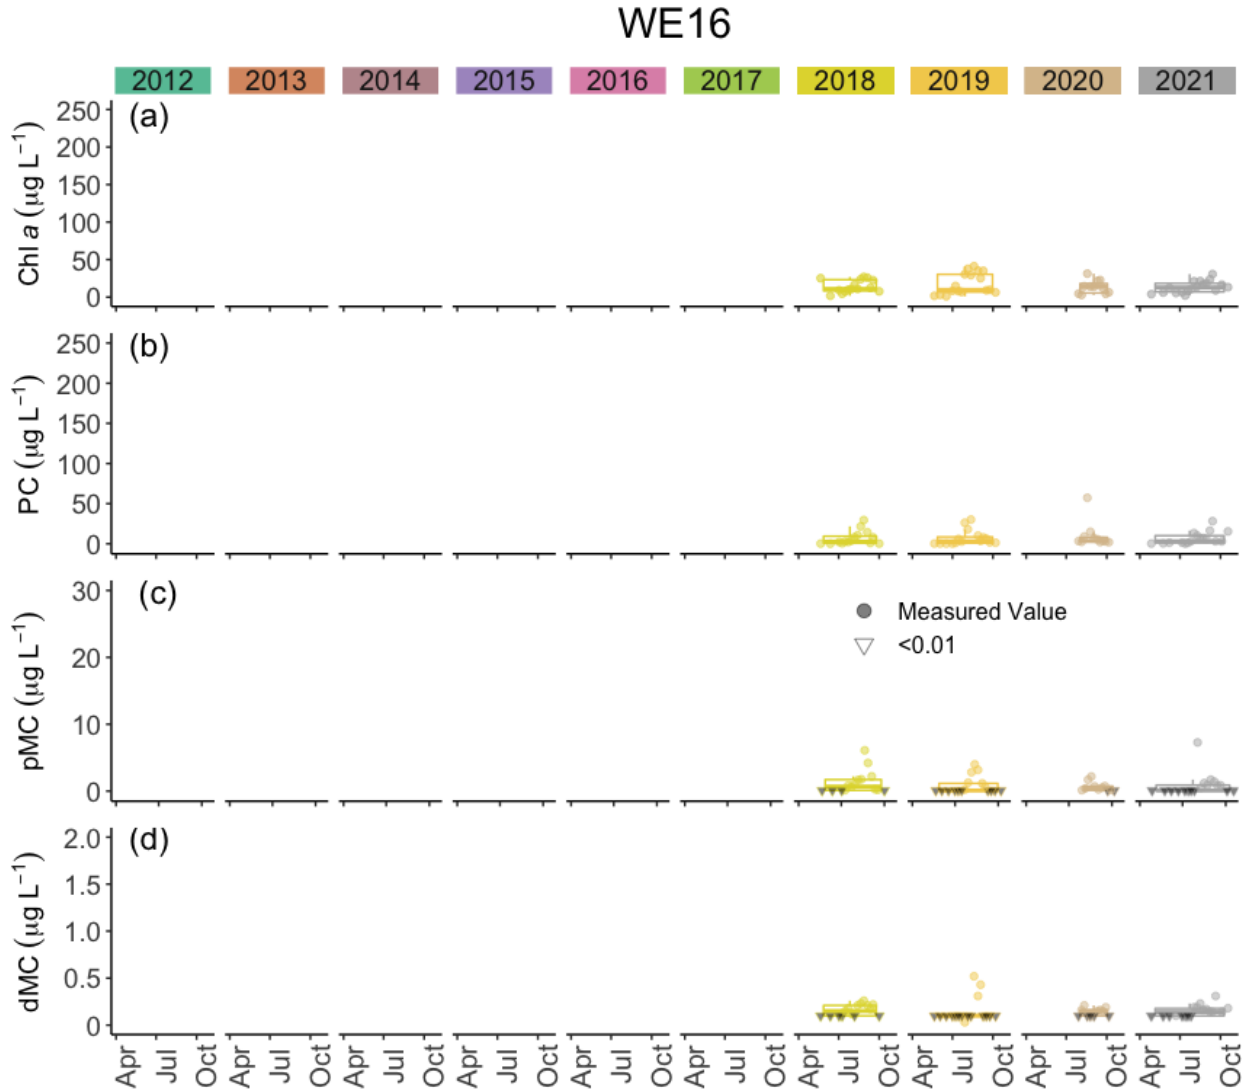 WE16
2012 2013 2014 2015 2016 2017 2018 2019 2020 2021
(a)
Chl a (μg L⁻¹)
250
200
150
100
50
0
(b)
PC (μg L⁻¹)
250
200
150
100
50
0
(c)
pMC (μg L⁻¹)
30
20
10
0
Measured Value
<0.01
(d)
dMC (μg L⁻¹)
2.0
1.5
1.0
0.5
0
Apr Jul Oct Apr Jul Oct Apr Jul Oct Apr Jul Oct Apr Jul Oct Apr Jul Oct Apr Jul Oct Apr Jul Oct Apr Jul Oct Apr Jul Oct